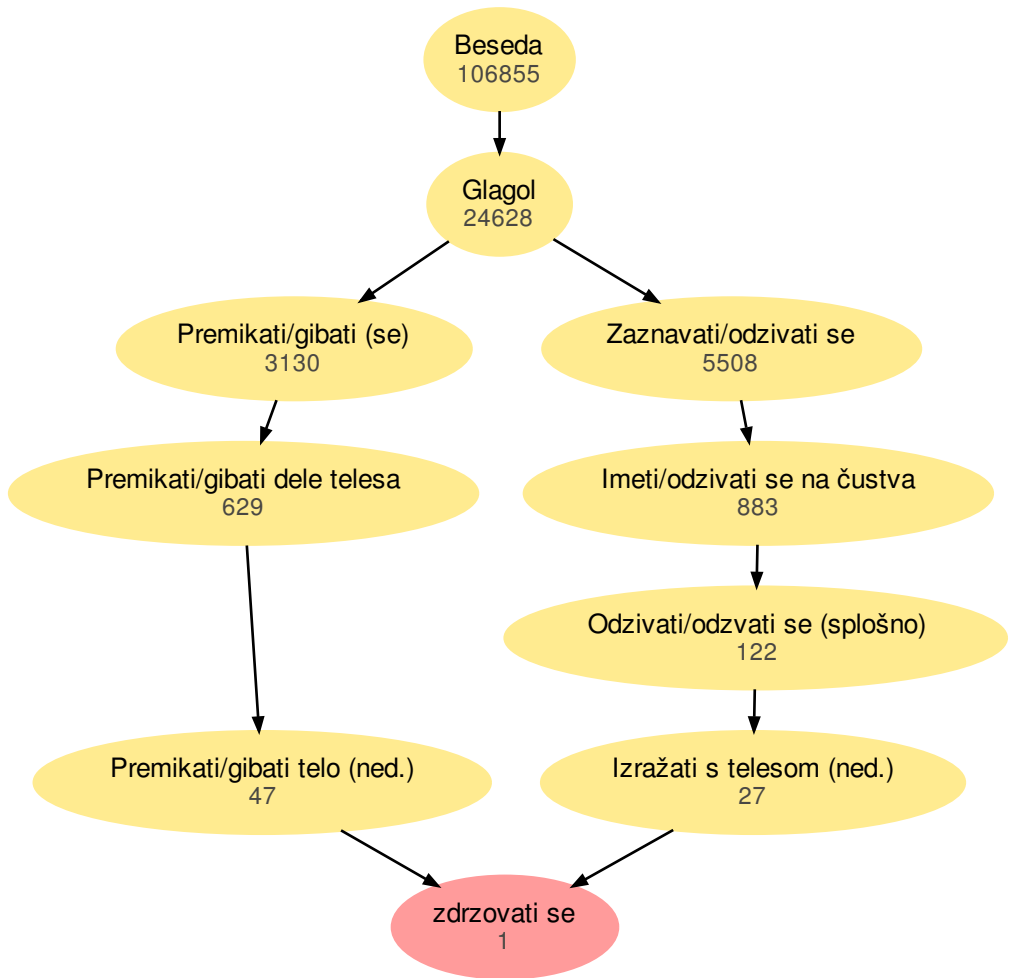 Beseda
106855
Glagol
24628
Premikati/gibati (se)
3130
Zaznavati/odzivati se
5508
Premikati/gibati dele telesa
629
Imeti/odzivati se na čustva
883
Odzivati/odzvati se (splošno)
122
Premikati/gibati telo (ned.)
47
Izražati s telesom (ned.)
27
zdrzovati se
1